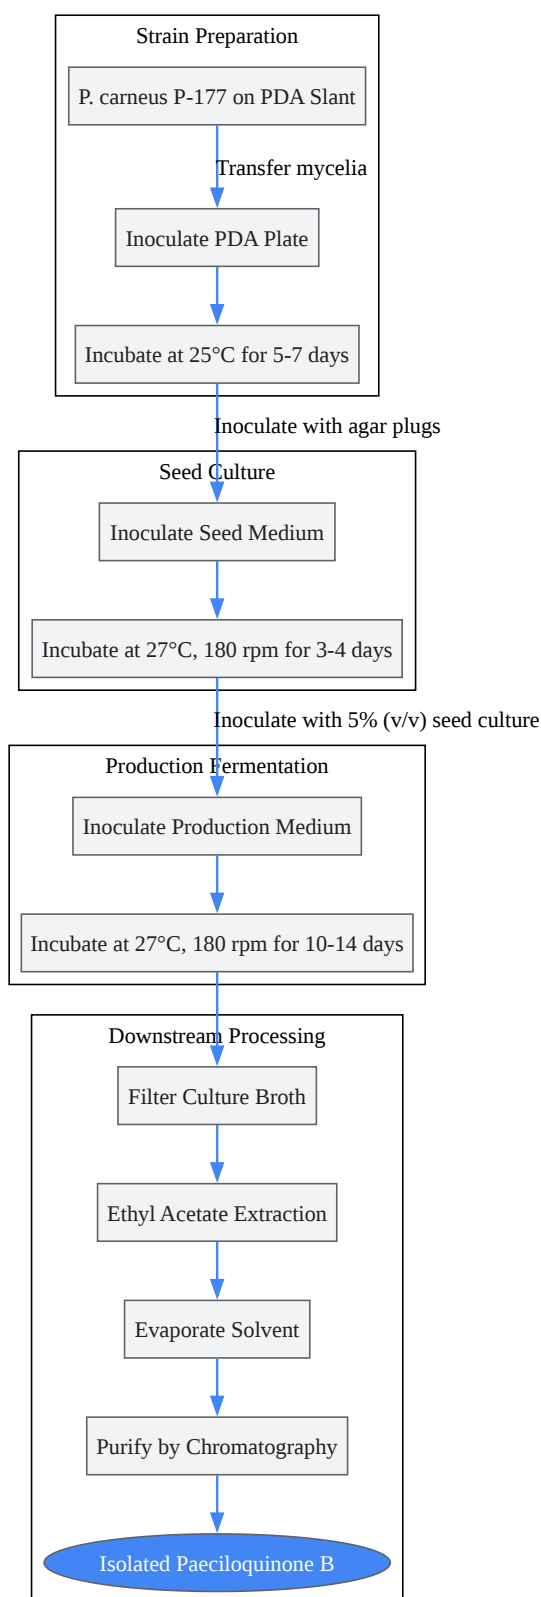 Strain Preparation
P. carneus P-177 on PDA Slant
Transfer mycelia
Inoculate PDA Plate
Incubate at 25°C for 5-7 days
Inoculate with agar plugs
Seed Culture
Inoculate Seed Medium
Incubate at 27°C, 180 rpm for 3-4 days
Inoculate with 5% (v/v) seed culture
Production Fermentation
Inoculate Production Medium
Incubate at 27°C, 180 rpm for 10-14 days
Downstream Processing
Filter Culture Broth
Ethyl Acetate Extraction
Evaporate Solvent
Purify by Chromatography
Isolated Paeciloquinone B